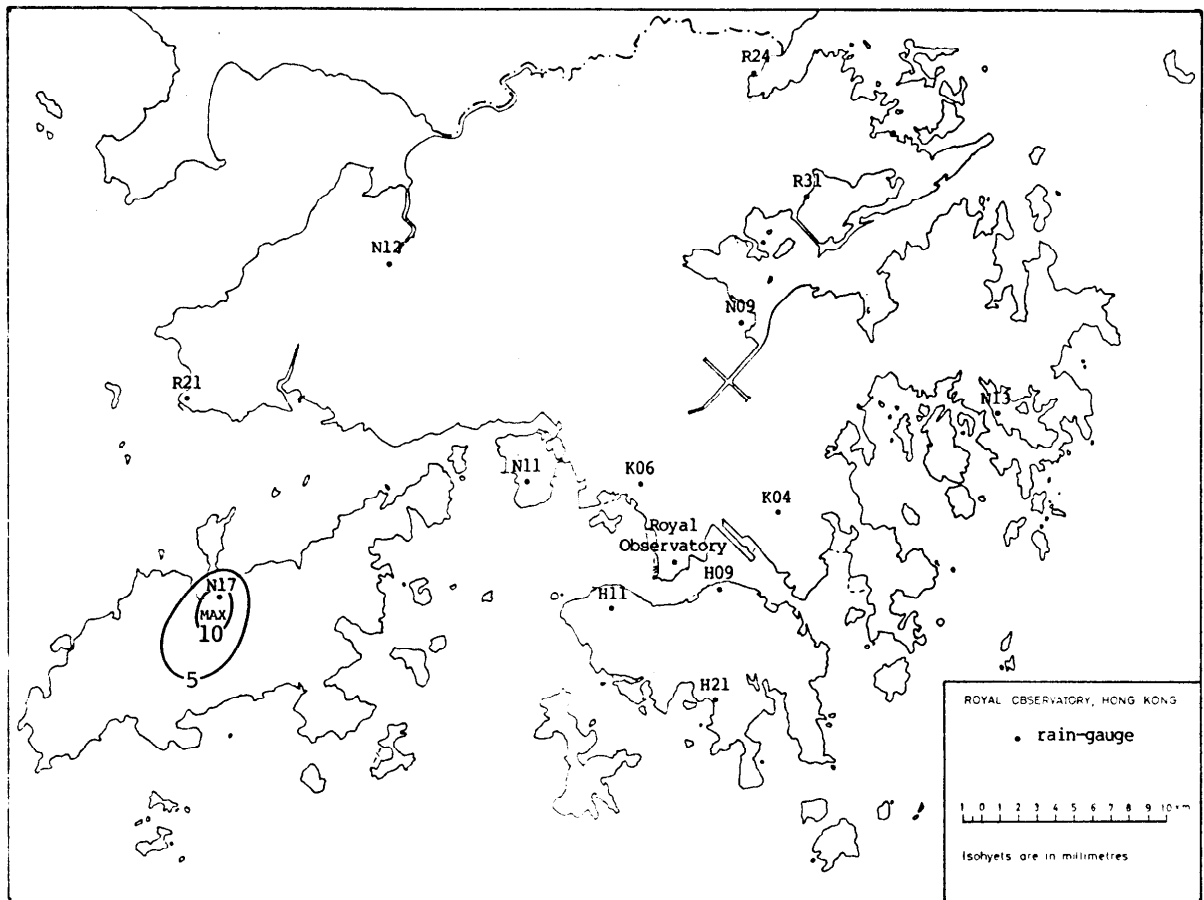 R24
R31
N12
N09
R21
N13
N11
K06
K04
Royal
Observatory
N17
H09
MAX
H11
10
5
H21
ROYAL OBSERVATORY, HONG KONG
• rain-gauge
1 0 1 2 3 4 5 6 7 8 9 10 km
Isohyets are in millimetres